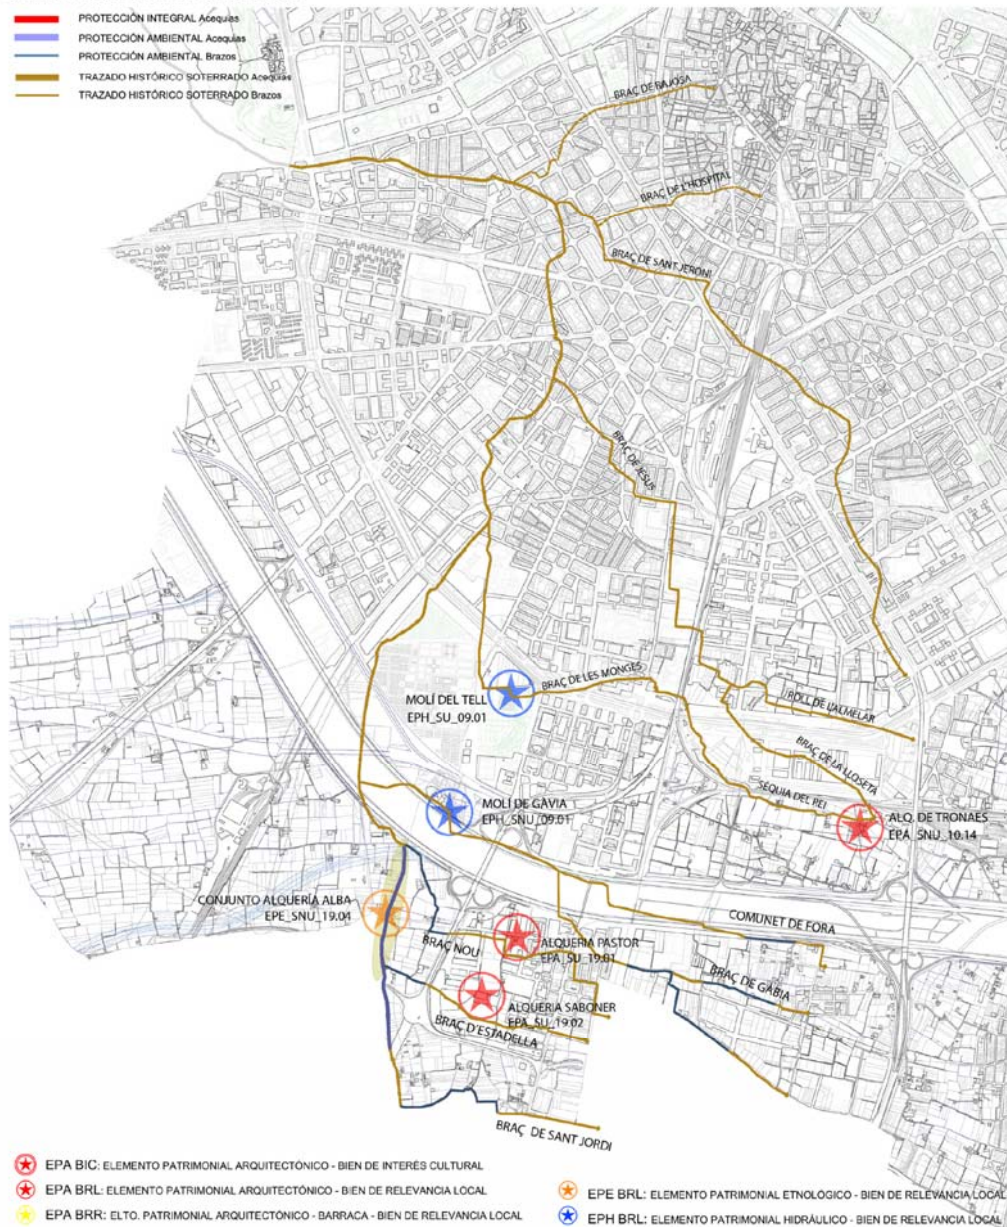 PROTECCIÓN INTEGRAL Acequias
PROTECCIÓN AMBIENTAL Acequias
PROTECCIÓN AMBIENTAL Brazos
TRAZADO HISTÓRICO SOTERRADO Acequias
TRAZADO HISTÓRICO SOTERRADO Brazos
BRAÇ DE BAJOSA
BRAÇ DE L'HOSPITAL
BRAÇ DE SANT JERONI
BRAÇ DE JESUS
BRAÇ DE LES MONGES
MOLÍ DEL TELL
EPH_SU_09.01
ROLL DE L'ALMELAR
BRAÇ DE LA LLOSETA
SÈQUIA DEL REI
MOLÍ DE GÀVIA
EPH_SNU_09.01
ALQ. DE TRONAES
EPA_SNU_10.14
CONJUNTO ALQUERÍA ALBA
EPE_SNU_19.04
COMUNET DE FORA
BRAÇ NOU
ALQUERIA PASTOR
EPA_SU_19.01
BRAÇ DE GABIA
ALQUERIA SABONER
EPA_SU_19.02
BRAÇ D'ESTADELLA
BRAÇ DE SANT JORDI
EPA BIC: ELEMENTO PATRIMONIAL ARQUITECTÓNICO - BIEN DE INTERÉS CULTURAL
EPA BRL: ELEMENTO PATRIMONIAL ARQUITECTÓNICO - BIEN DE RELEVANCIA LOCAL
EPA BRR: ELTO. PATRIMONIAL ARQUITECTÓNICO - BARRACA - BIEN DE RELEVANCIA LOCAL
EPE BRL: ELEMENTO PATRIMONIAL ETNOLÓGICO - BIEN DE RELEVANCIA LOCAL
EPH BRL: ELEMENTO PATRIMONIAL HIDRÁULICO - BIEN DE RELEVANCIA LOCAL